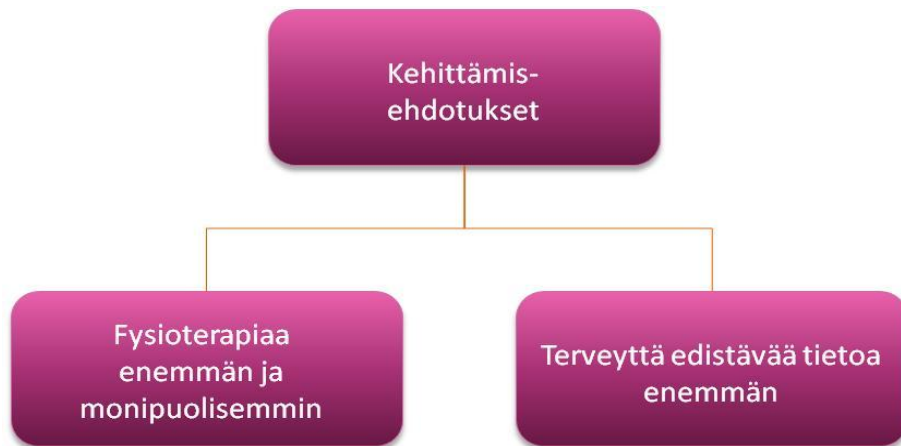 Kehittämis-
ehdotukset
Fysioterapiaa
enemmän ja
monipuolisemmin
Terveyttä edistävää tietoa
enemmän